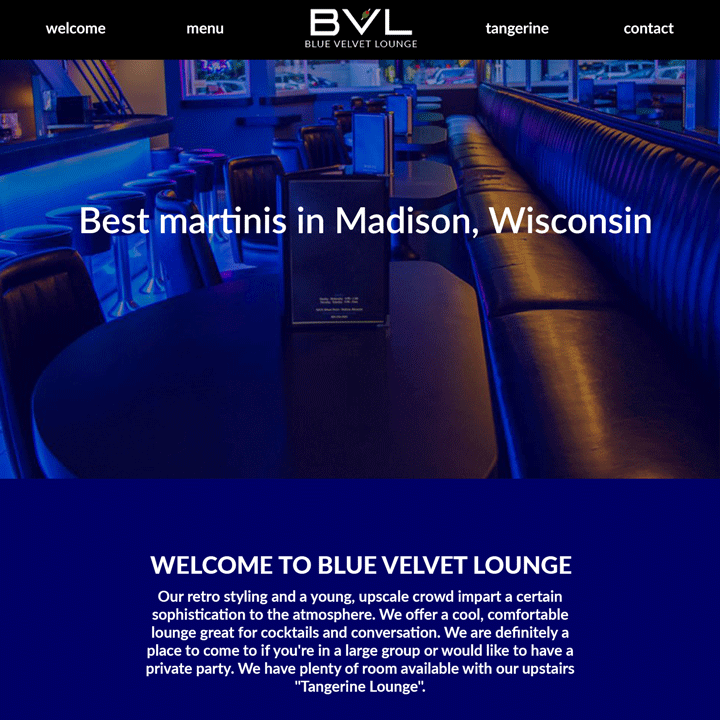 welcome
menu
BVL
BLUE VELVET LOUNGE
tangerine
contact
Best martinis in Madison, Wisconsin
WELCOME TO BLUE VELVET LOUNGE
Our retro styling and a young, upscale crowd impart a certain
sophistication to the atmosphere. We offer a cool, comfortable
lounge great for cocktails and conversation. We are definitely a
place to come to if you're in a large group or would like to have a
private party. We have plenty of room available with our upstairs
"Tangerine Lounge".